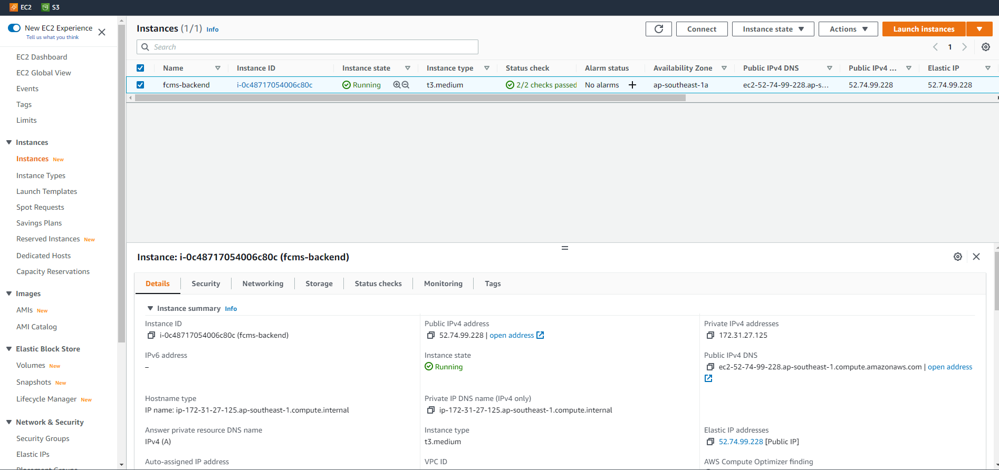 EC2 S3
New EC2 Experience
Tell us what you think
EC2 Dashboard
EC2 Global View
Events
Tags
Limits
Instances
Instances New
Instance Types
Launch Templates
Spot Requests
Savings Plans
Reserved Instances New
Dedicated Hosts
Capacity Reservations
Images
AMIs New
AMI Catalog
Elastic Block Store
Volumes New
Snapshots New
Lifecycle Manager New
Network & Security
Security Groups
Elastic IPs
Placement Groups
Instances (1/1) Info
Connect Instance state Actions Launch instances
Search
1
Name Instance ID Instance state Instance type Status check Alarm status Availability Zone Public IPv4 DNS Public IPv4 ... Elastic IP
fcms-backend i-0c48717054006c80c Running t3.medium 2/2 checks passed No alarms + ap-southeast-1a ec2-52-74-99-228.ap-s... 52.74.99.228 52.74.99.228
Instance: i-0c48717054006c80c (fcms-backend)
Details Security Networking Storage Status checks Monitoring Tags
Instance summary Info
Instance ID
i-0c48717054006c80c (fcms-backend)
Public IPv4 address
52.74.99.228 | open address
Private IPv4 addresses
172.31.27.125
IPv6 address
–
Instance state
Running
Public IPv4 DNS
ec2-52-74-99-228.ap-southeast-1.compute.amazonaws.com | open address
Hostname type
IP name: ip-172-31-27-125.ap-southeast-1.compute.internal
Private IP DNS name (IPv4 only)
ip-172-31-27-125.ap-southeast-1.compute.internal
Answer private resource DNS name
IPv4 (A)
Instance type
t3.medium
Elastic IP addresses
52.74.99.228 [Public IP]
Auto-assigned IP address
VPC ID
AWS Compute Optimizer finding